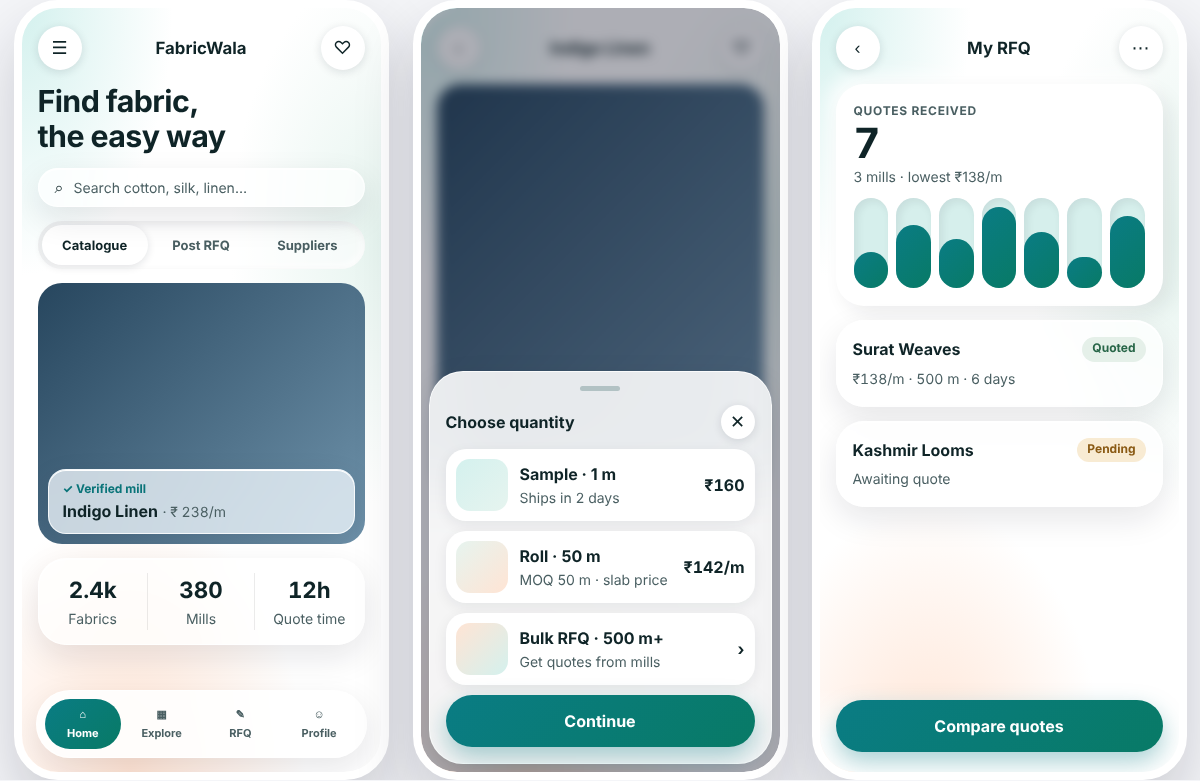 FabricWala
Find fabric,
the easy way
Search cotton, silk, linen...
Catalogue
Post RFQ
Suppliers
✓ Verified mill
Indigo Linen · ₹ 238/m
2.4k
380
12h
Fabrics
Mills
Quote time
Home
Explore
RFQ
Profile
Indigo Linen
Choose quantity
Sample · 1 m
Ships in 2 days
₹160
Roll · 50 m
MOQ 50 m · slab price
₹142/m
Bulk RFQ · 500 m+
Get quotes from mills
Continue
My RFQ
QUOTES RECEIVED
7
3 mills · lowest ₹138/m
Surat Weaves
Quoted
₹138/m · 500 m · 6 days
Kashmir Looms
Pending
Awaiting quote
Compare quotes